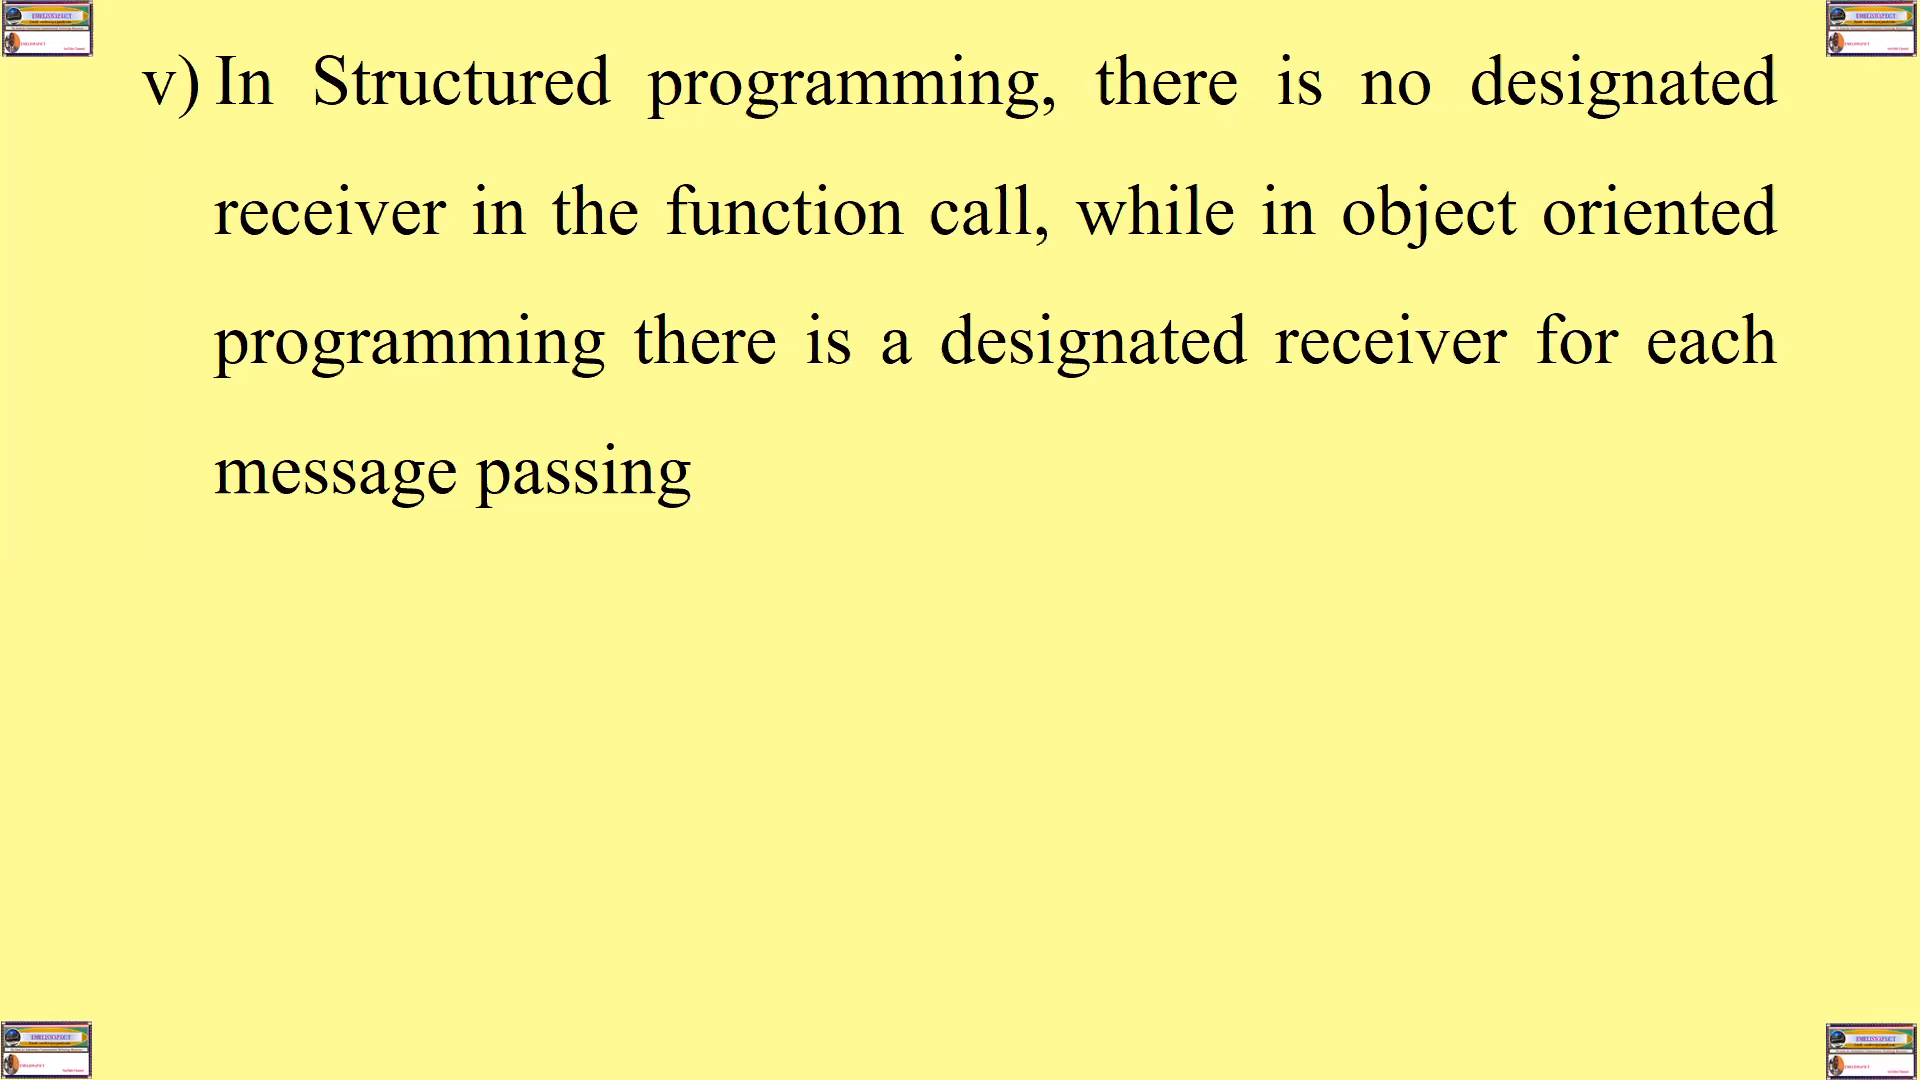 v) In Structured programming, there is no designated
receiver in the function call, while in object oriented
programming there is a designated receiver for each
message passing